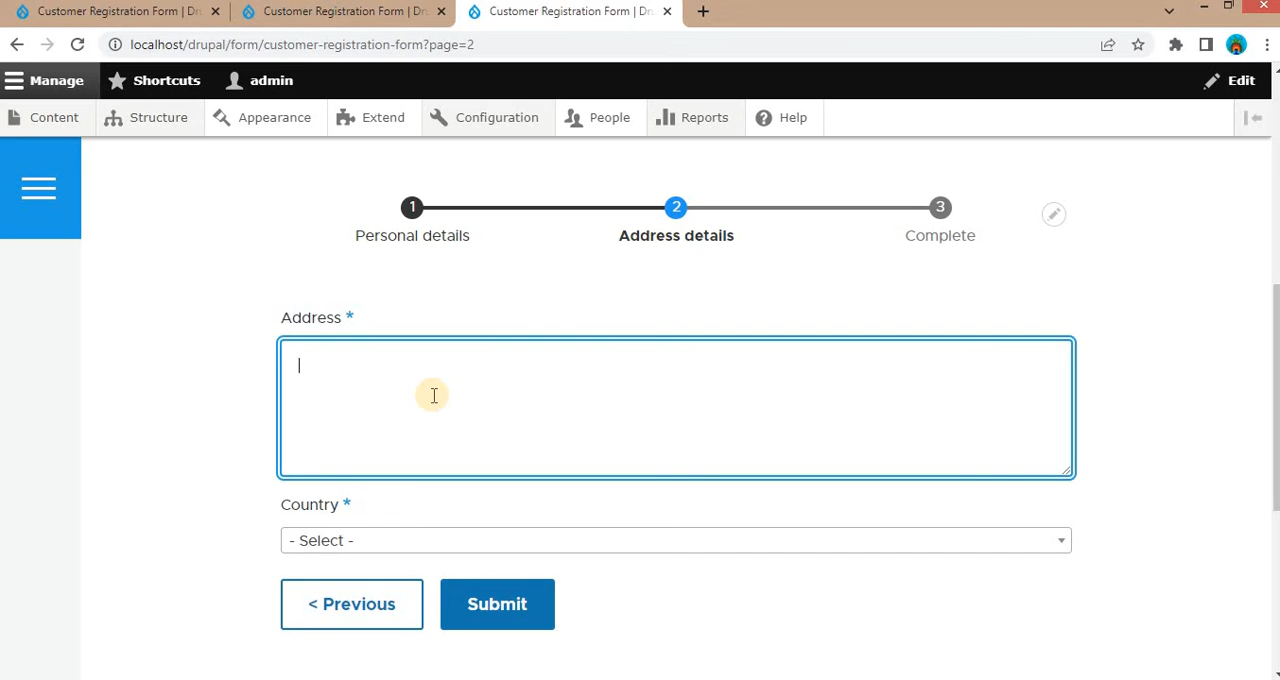 Customer Registration Form | Dr
Customer Registration Form | Dr
Customer Registration Form | D
localhost/drupal/form/customer-registration-form?page=2
Manage Shortcuts admin Edit
Content Structure Appearance Extend Configuration People Reports Help
1 2 3
Personal details Address details Complete
Address *
Country *
- Select -
< Previous Submit